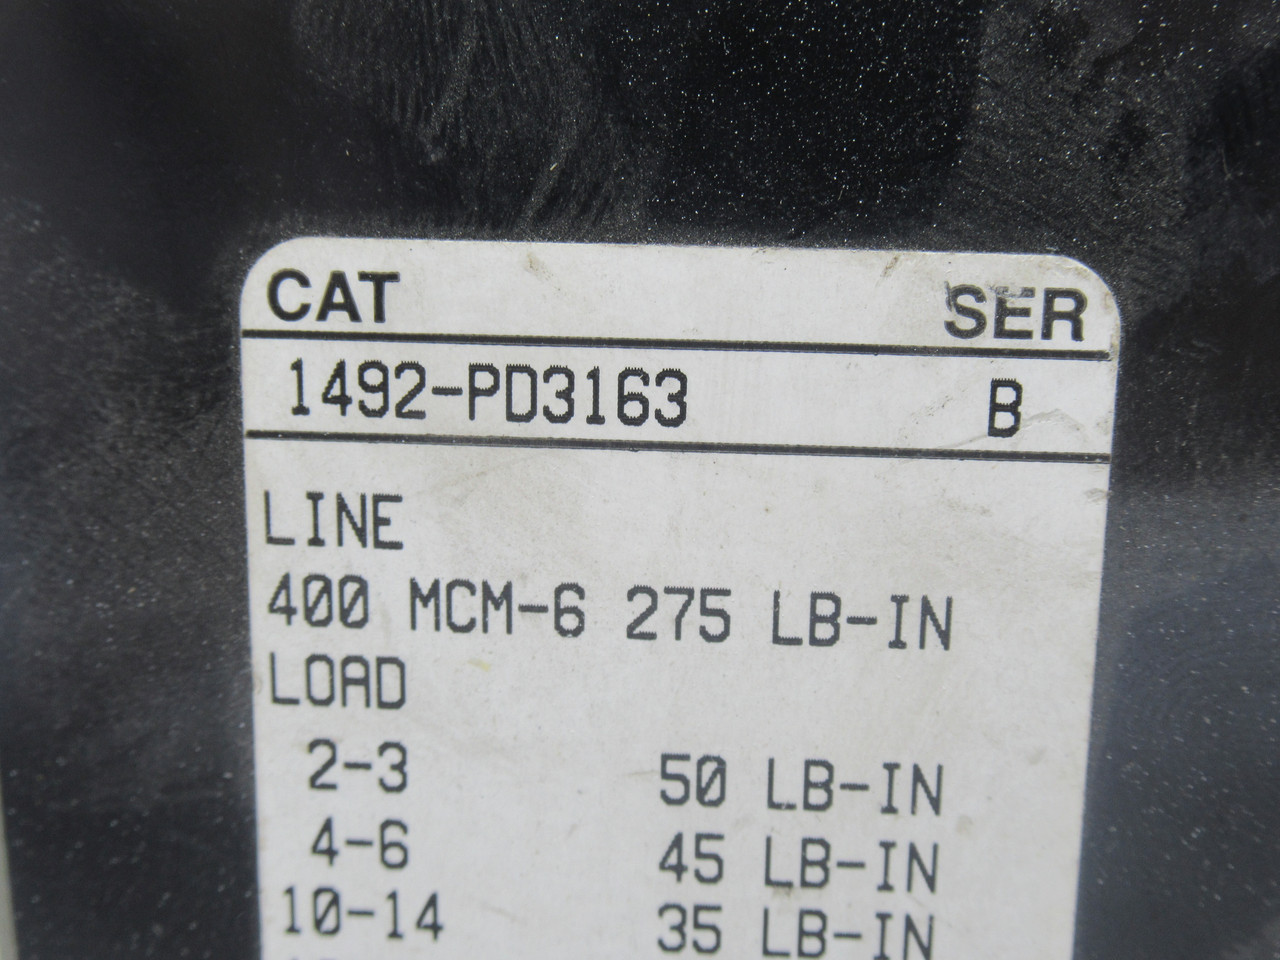 CAT SER
1492-PD3163 B
LINE
400 MCM-6 275 LB-IN
LOAD
2-3 50 LB-IN
4-6 45 LB-IN
10-14 35 LB-IN